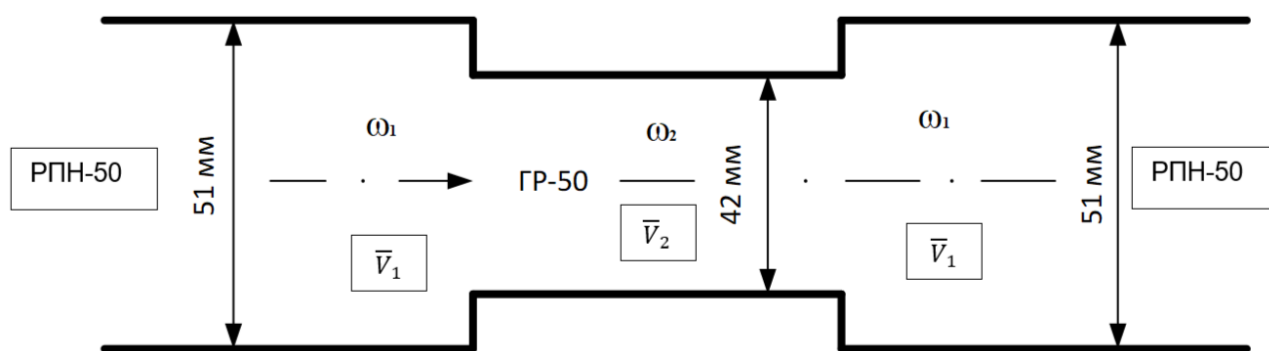 ω₁
ω₂
ω₁
РПН-50
51 мм
ГР-50
42 мм
51 мм
РПН-50
V̅₁
V̅₂
V̅₁